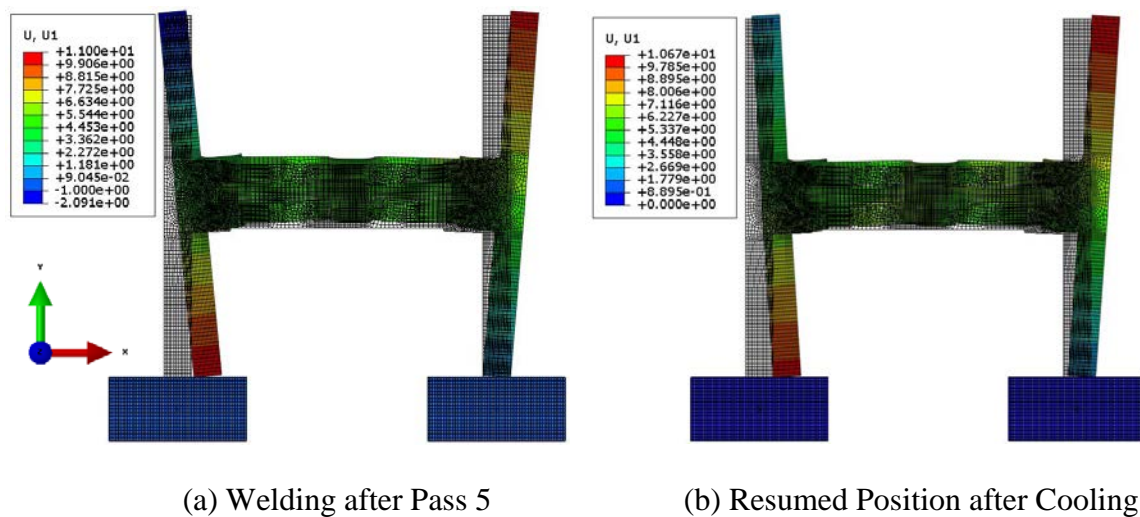 U, U1
+1.100e+01
+9.906e+00
+8.815e+00
+7.725e+00
+6.634e+00
+5.544e+00
+4.453e+00
+3.362e+00
+2.272e+00
+1.181e+00
+9.045e-02
-1.000e+00
-2.091e+00
Y
X
U, U1
+1.067e+01
+9.785e+00
+8.895e+00
+8.006e+00
+7.116e+00
+6.227e+00
+5.337e+00
+4.448e+00
+3.558e+00
+2.669e+00
+1.779e+00
+8.895e-01
+0.000e+00
(a) Welding after Pass 5
(b) Resumed Position after Cooling